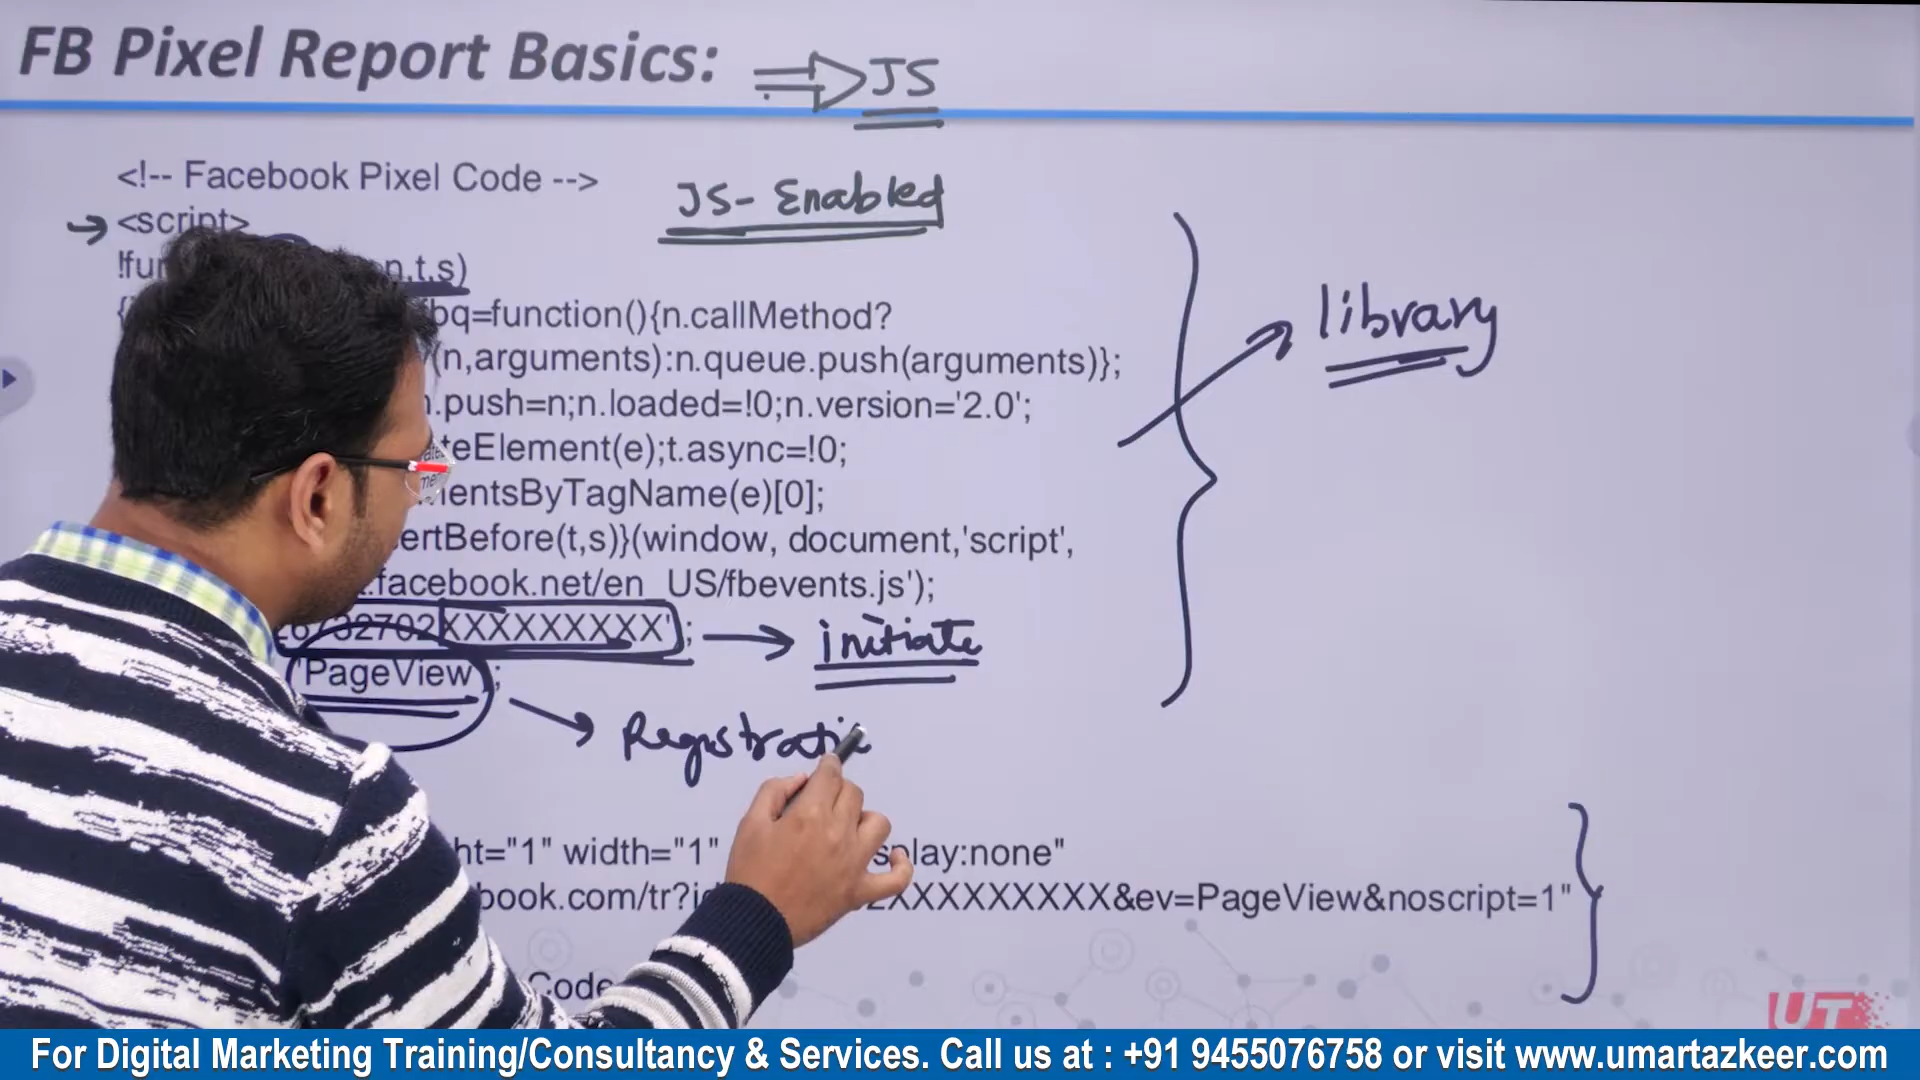 FB Pixel Report Basics: JS
<!-- Facebook Pixel Code -->
JS- Enabled
<script>
n,t,s)
bq=function(){n.callMethod?
library
(n,arguments):n.queue.push(arguments)};
.push=n;n.loaded=!0;n.version='2.0';
teElement(e);t.async=!0;
entsByTagName(e)[0];
ertBefore(t,s)}(window, document,'script',
.facebook.net/en_US/fbevents.js');
XXXXXXXXX'); initiate
'PageView');
Registratio
ht="1" width="1" splay:none"
book.com/tr?id XXXXXXXXX&ev=PageView&noscript=1"
Code
UT
For Digital Marketing Training/Consultancy & Services. Call us at : +91 9455076758 or visit www.umartazkeer.com